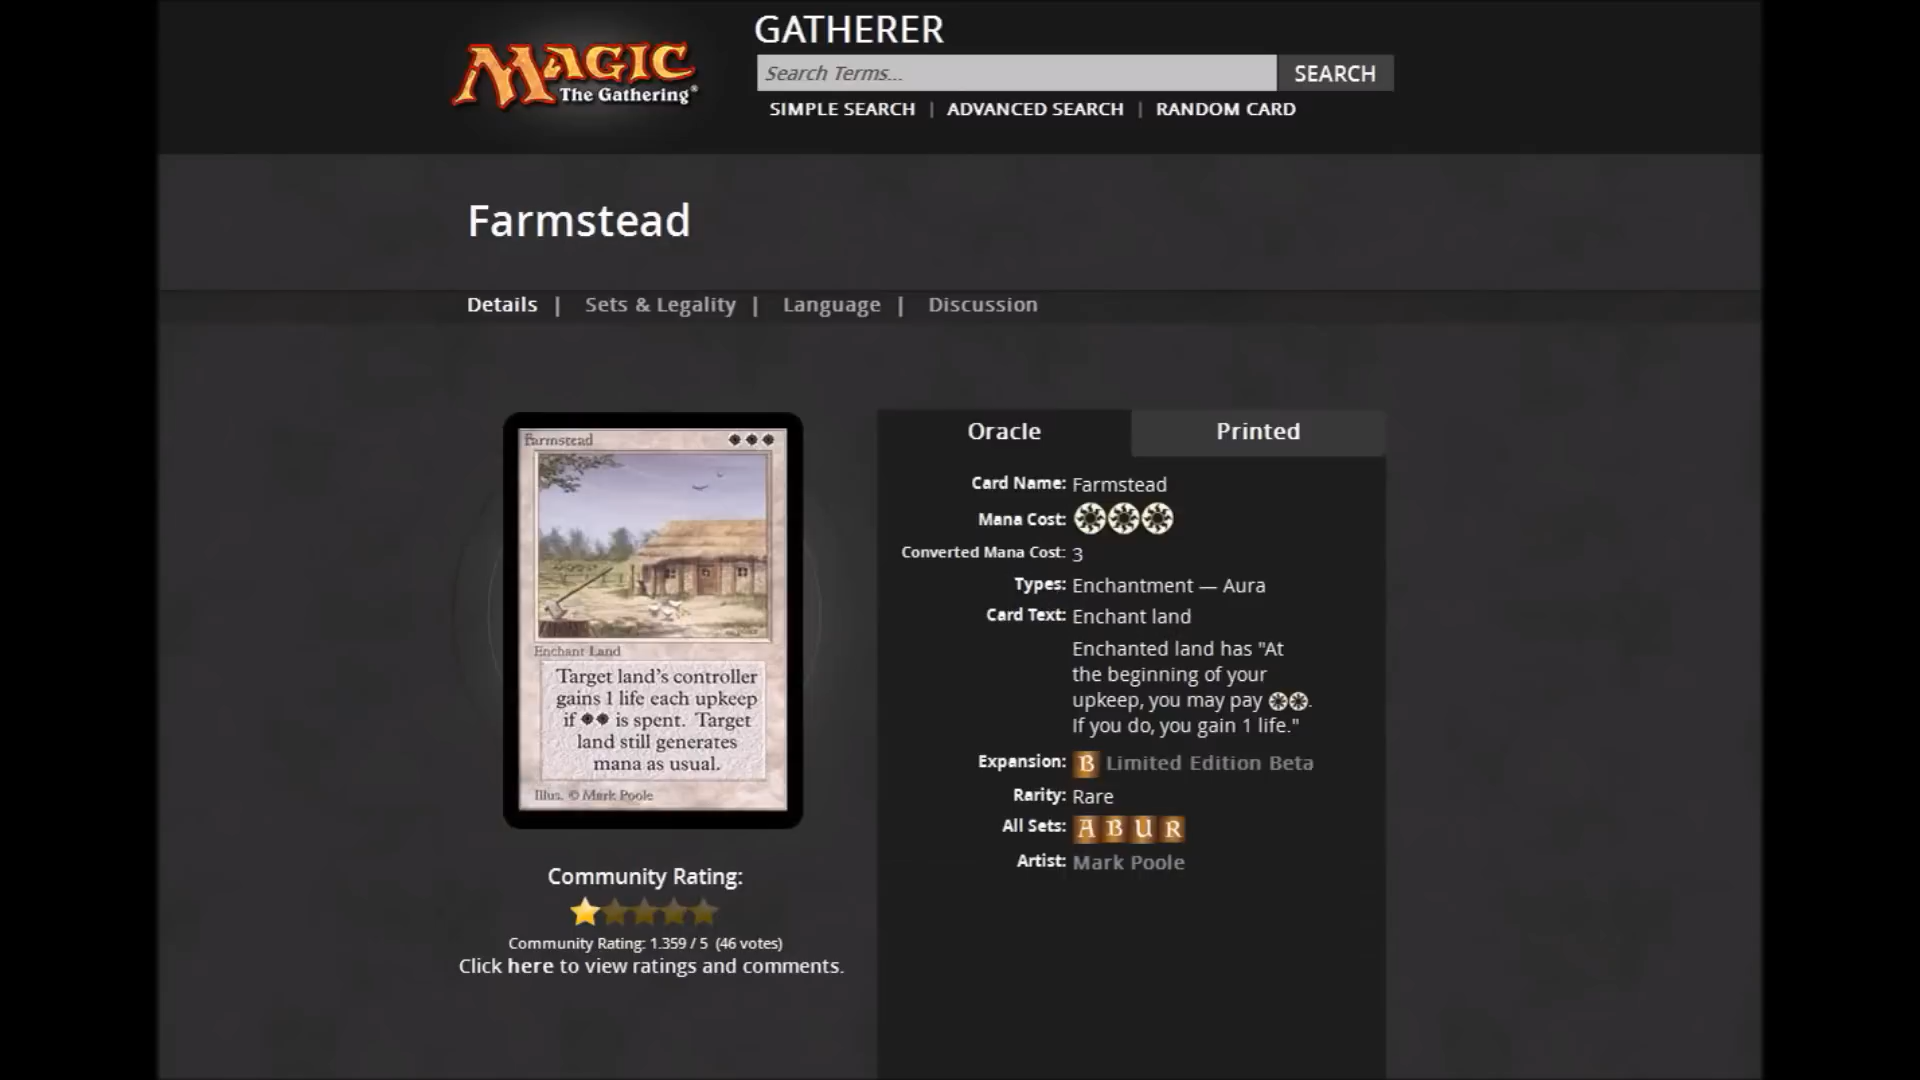 GATHERER
MAGIC
The Gathering®
Search Terms...
SEARCH
SIMPLE SEARCH | ADVANCED SEARCH | RANDOM CARD
Farmstead
Details | Sets & Legality | Language | Discussion
Farmstead
Enchant Land
Target land's controller
gains 1 life each upkeep
if is spent. Target
land still generates
mana as usual.
Illus. © Mark Poole
Community Rating:
Community Rating: 1.359 / 5 (46 votes)
Click here to view ratings and comments.
Oracle
Printed
Card Name: Farmstead
Mana Cost:
Converted Mana Cost: 3
Types: Enchantment — Aura
Card Text: Enchant land
Enchanted land has "At
the beginning of your
upkeep, you may pay .
If you do, you gain 1 life."
Expansion: B Limited Edition Beta
Rarity: Rare
All Sets: A B U R
Artist: Mark Poole